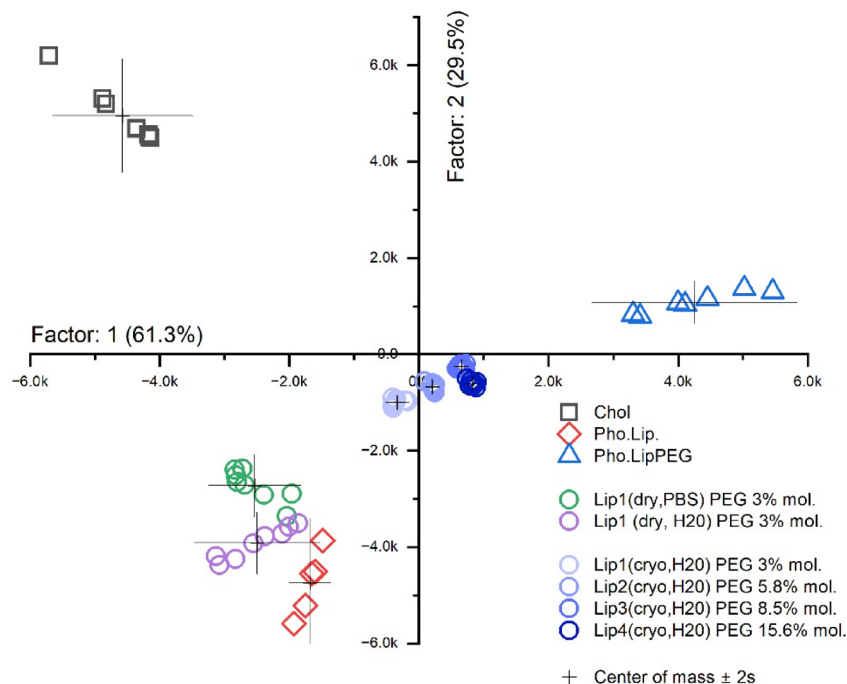 Factor: 2 (29.5%)
6.0k
4.0k
2.0k
0.0
−2.0k
−4.0k
−6.0k
Factor: 1 (61.3%)
−6.0k
−4.0k
−2.0k
2.0k
4.0k
6.0k
Chol
Pho.Lip.
Pho.LipPEG
Lip1(dry,PBS) PEG 3% mol.
Lip1 (dry, H20) PEG 3% mol.
Lip1(cryo,H20) PEG 3% mol.
Lip2(cryo,H20) PEG 5.8% mol.
Lip3(cryo,H20) PEG 8.5% mol.
Lip4(cryo,H20) PEG 15.6% mol.
Center of mass ± 2s